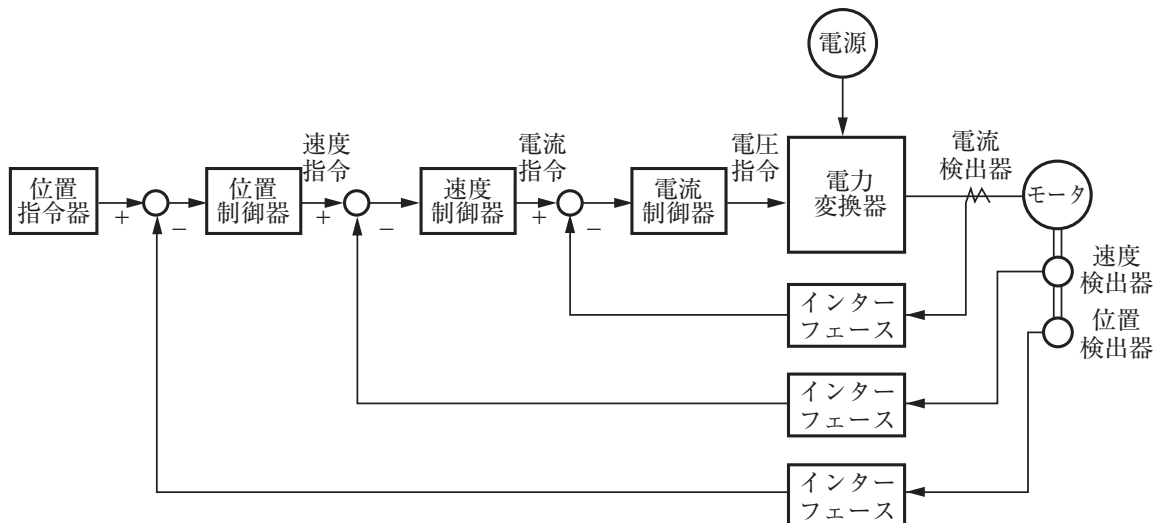 電源
速度
指令
電流
指令
電圧
指令
電流
検出器
位置
指令器
+
−
位置
制御器
+
−
速度
制御器
+
−
電流
制御器
電力
変換器
モータ
速度
検出器
位置
検出器
インター
フェース
インター
フェース
インター
フェース